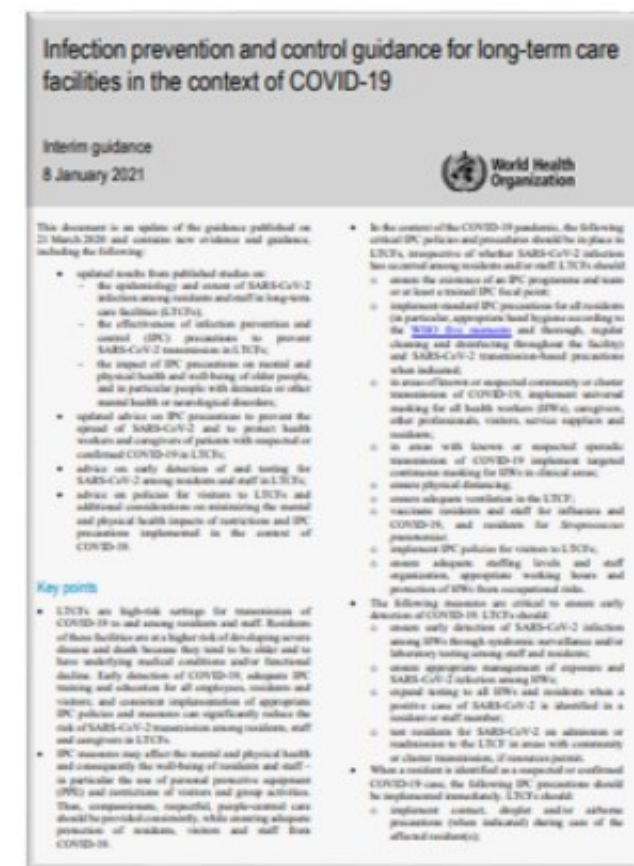 Infection prevention and control guidance for long-term care
facilities in the context of COVID-19
Interim guidance
8 January 2021
World Health
Organization
This document is an update of the guidance published on
21 March 2020 and contains new evidence and guidance,
including the following:
• updated results from published studies on:
– the epidemiology and extent of SARS-CoV-2
infection among residents and staff in long-term
care facilities (LTCFs);
– the effectiveness of infection prevention and
control (IPC) precautions to prevent
SARS-CoV-2 transmission in LTCFs;
– the impact of IPC precautions on mental and
physical health and well-being of older people,
and in particular people with dementia or other
mental health or neurological disorders;
• updated advice on IPC precautions to prevent the
spread of SARS-CoV-2 and to protect health
workers and caregivers of patients with suspected or
confirmed COVID-19 in LTCFs;
• advice on early detection of and testing for
SARS-CoV-2 among residents and staff in LTCFs;
• advice on policies for visitors to LTCFs and
additional considerations on minimizing the mental
and physical health impacts of restrictions and IPC
precautions implemented in the context of
COVID-19.
Key points
• LTCFs are high-risk settings for transmission of
COVID-19 to and among residents and staff. Residents
of these facilities are at a higher risk of developing severe
disease and death because they tend to be older and to
have underlying medical conditions and/or functional
decline. Early detection of COVID-19, adequate IPC
training and education for all employees, residents and
visitors, and consistent implementation of appropriate
IPC policies and measures can significantly reduce the
risk of SARS-CoV-2 transmission among residents, staff
and caregivers in LTCFs.
• IPC measures may affect the mental and physical health
and consequently the well-being of residents and staff –
in particular the use of personal protective equipment
(PPE) and restrictions of visitors and group activities.
Thus, compassionate, respectful, people-centred care
should be provided consistently, while ensuring adequate
protection of residents, visitors and staff from
COVID-19.
• In the context of the COVID-19 pandemic, the following
critical IPC policies and procedures should be in place in
LTCFs, irrespective of whether SARS-CoV-2 infection
has occurred among residents and/or staff. LTCFs should
o ensure the existence of an IPC programme and team
or at least a trained IPC focal point;
o implement standard IPC precautions for all residents
(in particular, appropriate hand hygiene according to
the WHO five moments and thorough, regular
cleaning and disinfecting throughout the facility)
and SARS-CoV-2 transmission-based precautions
when indicated;
o in areas of known or suspected community or cluster
transmission of COVID-19, implement universal
masking for all health workers (HWs), caregivers,
other professionals, visitors, service suppliers and
residents;
o in areas with known or suspected sporadic
transmission of COVID-19 implement targeted
continuous masking for HWs in clinical areas;
o ensure physical distancing;
o ensure adequate ventilation in the LTCF;
o vaccinate residents and staff for influenza and
COVID-19, and residents for Streptococcus
pneumoniae;
o implement IPC policies for visitors to LTCFs;
o ensure adequate staffing levels and staff
organization, appropriate working hours and
protection of HWs from occupational risks.
• The following measures are critical to ensure early
detection of COVID-19. LTCFs should:
o ensure early detection of SARS-CoV-2 infection
among HWs through syndromic surveillance and/or
laboratory testing among staff and residents;
o ensure appropriate management of exposure and
SARS-CoV-2 infection among HWs;
o expand testing to all HWs and residents when a
positive case of SARS-CoV-2 is identified in a
resident or staff member;
o test residents for SARS-CoV-2 on admission or
readmission to the LTCF in areas with community
or cluster transmission, if resources permit.
• When a resident is identified as a suspected or confirmed
COVID-19 case, the following IPC precautions should
be implemented immediately. LTCFs should:
o implement contact, droplet and/or airborne
precautions (when indicated) during care of the
affected resident(s);